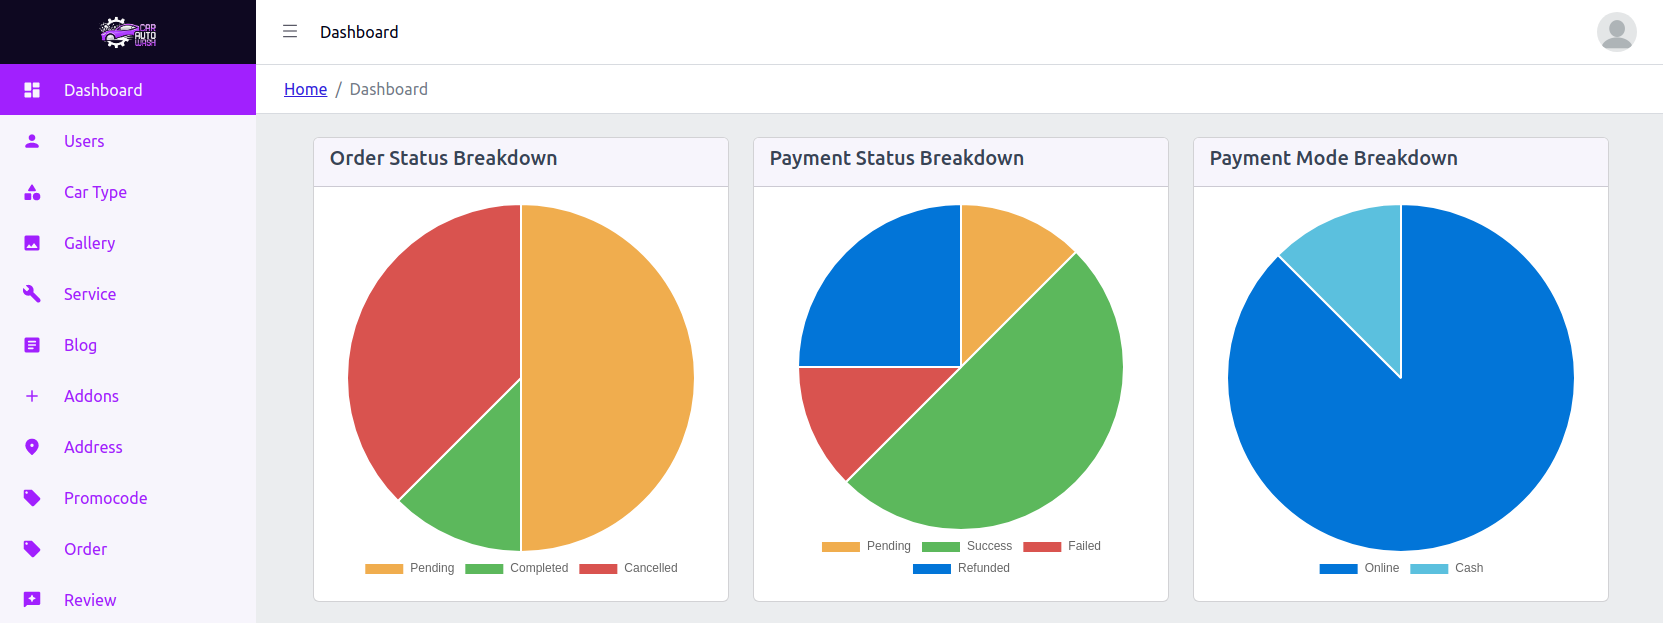 CAR
AUTO
WASH
Dashboard
Users
Car Type
Gallery
Service
Blog
Addons
Address
Promocode
Order
Review
Dashboard
Home / Dashboard
Order Status Breakdown
Pending Completed Cancelled
Payment Status Breakdown
Pending Success Failed
Refunded
Payment Mode Breakdown
Online Cash